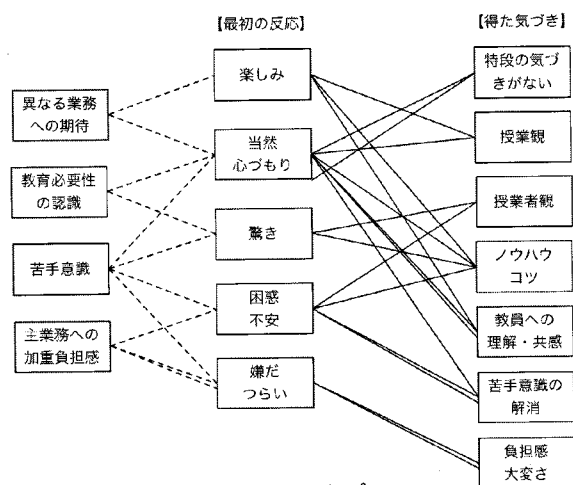 【最初の反応】
【得た気づき】
異なる業務
への期待
教育必要性
の認識
苦手意識
主業務への
加重負担感
楽しみ
当然
心づもり
驚き
困惑
不安
嫌だ
つらい
特段の気づ
きがない
授業観
授業者観
ノウハウ
コツ
教員への
理解・共感
苦手意識の
解消
負担感
大変さ